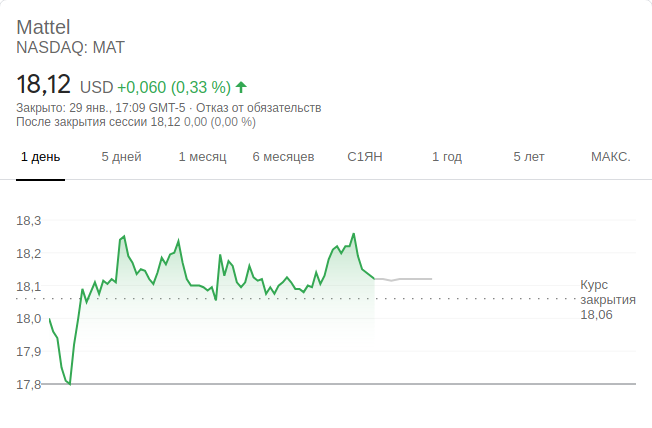 Mattel
NASDAQ: MAT
18,12 USD +0,060 (0,33 %)
Закрыто: 29 янв., 17:09 GMT-5 · Отказ от обязательств
После закрытия сессии 18,12 0,00 (0,00 %)
1 день 5 дней 1 месяц 6 месяцев С1ЯН 1 год 5 лет МАКС.
18,3
18,2
18,1
18,0
17,9
17,8
Курс
закрытия
18,06